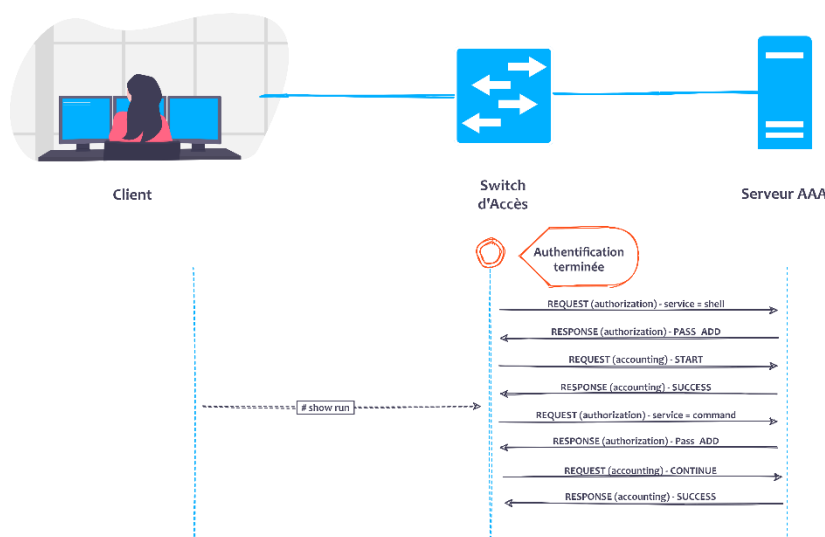 Client
Switch
d'Accès
Serveur AAA
Authentification
terminée
REQUEST (authorization) - service = shell
RESPONSE (authorization) - PASS_ADD
REQUEST (accounting) - START
RESPONSE (accounting) - SUCCESS
# show run
REQUEST (authorization) - service = command
RESPONSE (authorization) - Pass_ADD
REQUEST (accounting) - CONTINUE
RESPONSE (accounting) - SUCCESS